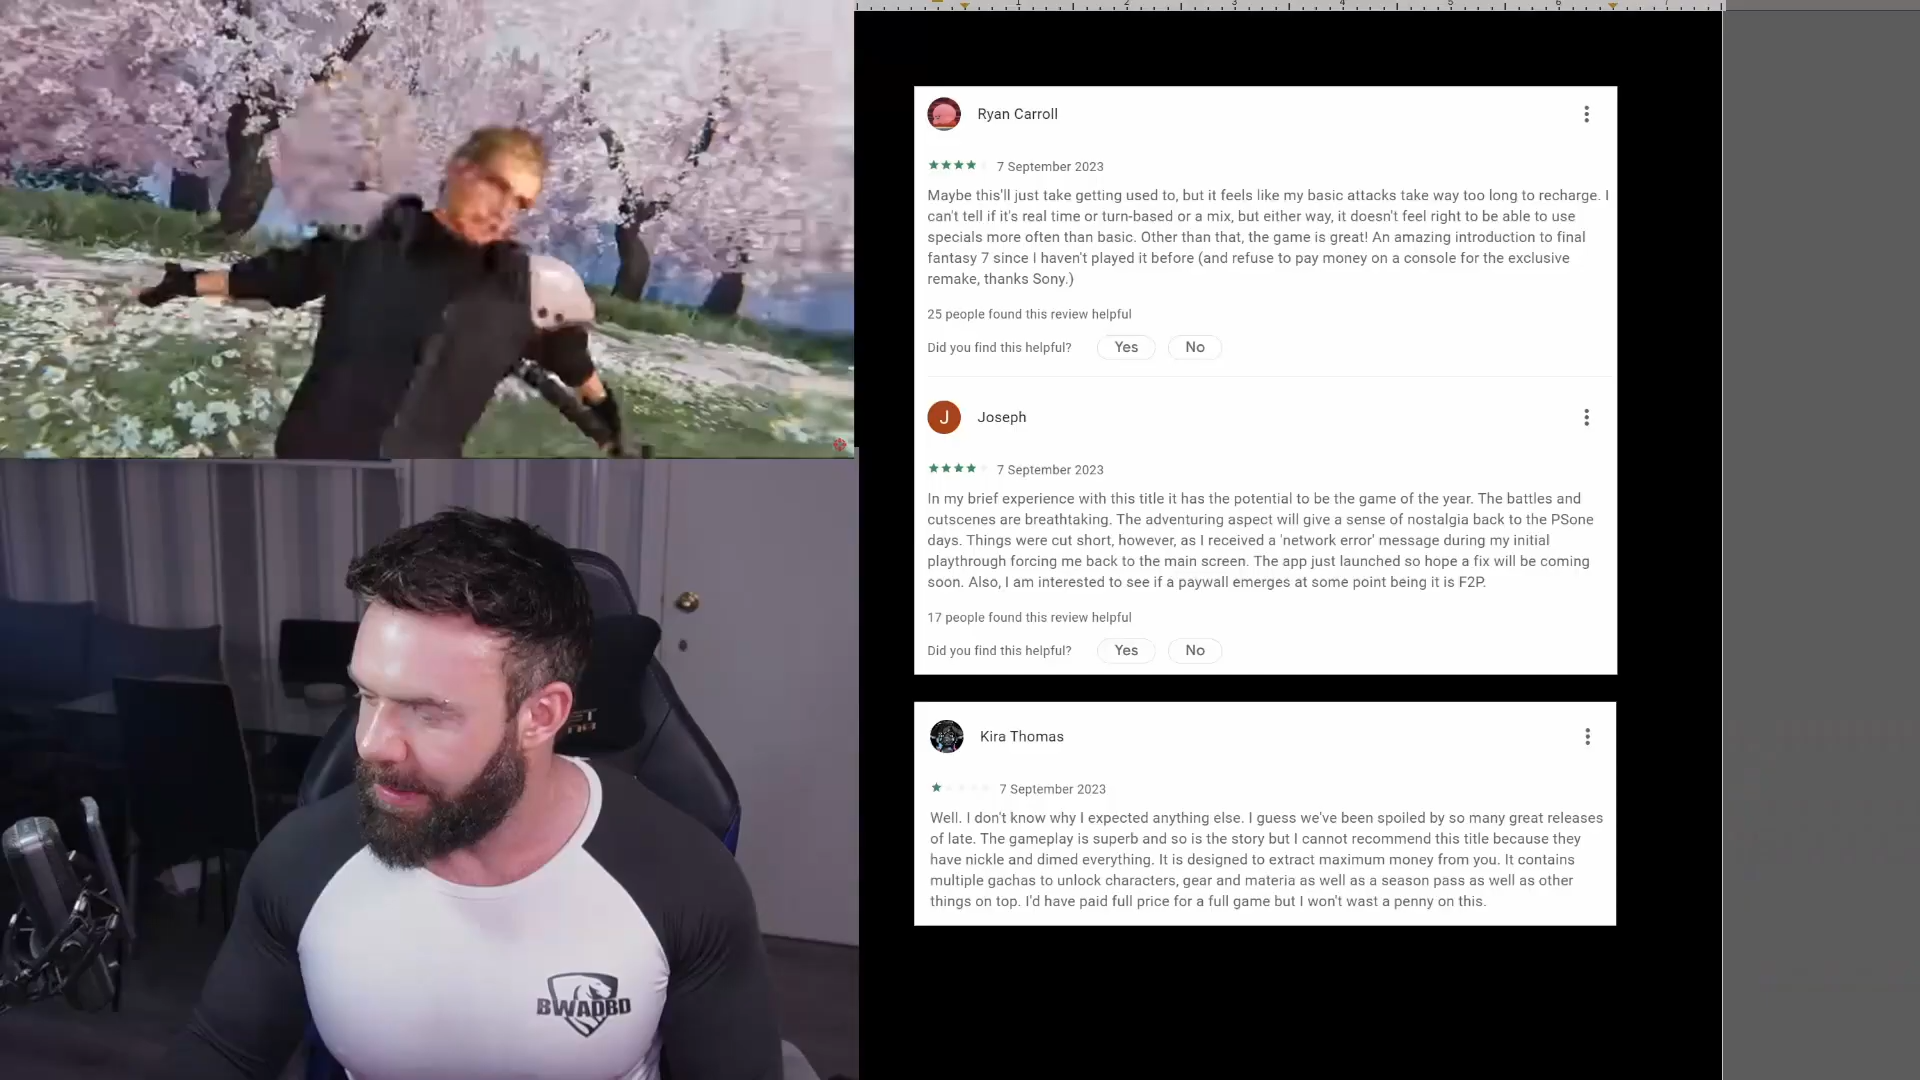 1 2 3 4 5 6 7
Ryan Carroll
7 September 2023
Maybe this'll just take getting used to, but it feels like my basic attacks take way too long to recharge. I
can't tell if it's real time or turn-based or a mix, but either way, it doesn't feel right to be able to use
specials more often than basic. Other than that, the game is great! An amazing introduction to final
fantasy 7 since I haven't played it before (and refuse to pay money on a console for the exclusive
remake, thanks Sony.)
25 people found this review helpful
Did you find this helpful? Yes No
J Joseph
7 September 2023
In my brief experience with this title it has the potential to be the game of the year. The battles and
cutscenes are breathtaking. The adventuring aspect will give a sense of nostalgia back to the PSone
days. Things were cut short, however, as I received a 'network error' message during my initial
playthrough forcing me back to the main screen. The app just launched so hope a fix will be coming
soon. Also, I am interested to see if a paywall emerges at some point being it is F2P.
17 people found this review helpful
Did you find this helpful? Yes No
Kira Thomas
7 September 2023
Well. I don't know why I expected anything else. I guess we've been spoiled by so many great releases
of late. The gameplay is superb and so is the story but I cannot recommend this title because they
have nickle and dimed everything. It is designed to extract maximum money from you. It contains
multiple gachas to unlock characters, gear and materia as well as a season pass as well as other
things on top. I'd have paid full price for a full game but I won't wast a penny on this.
BWADBD